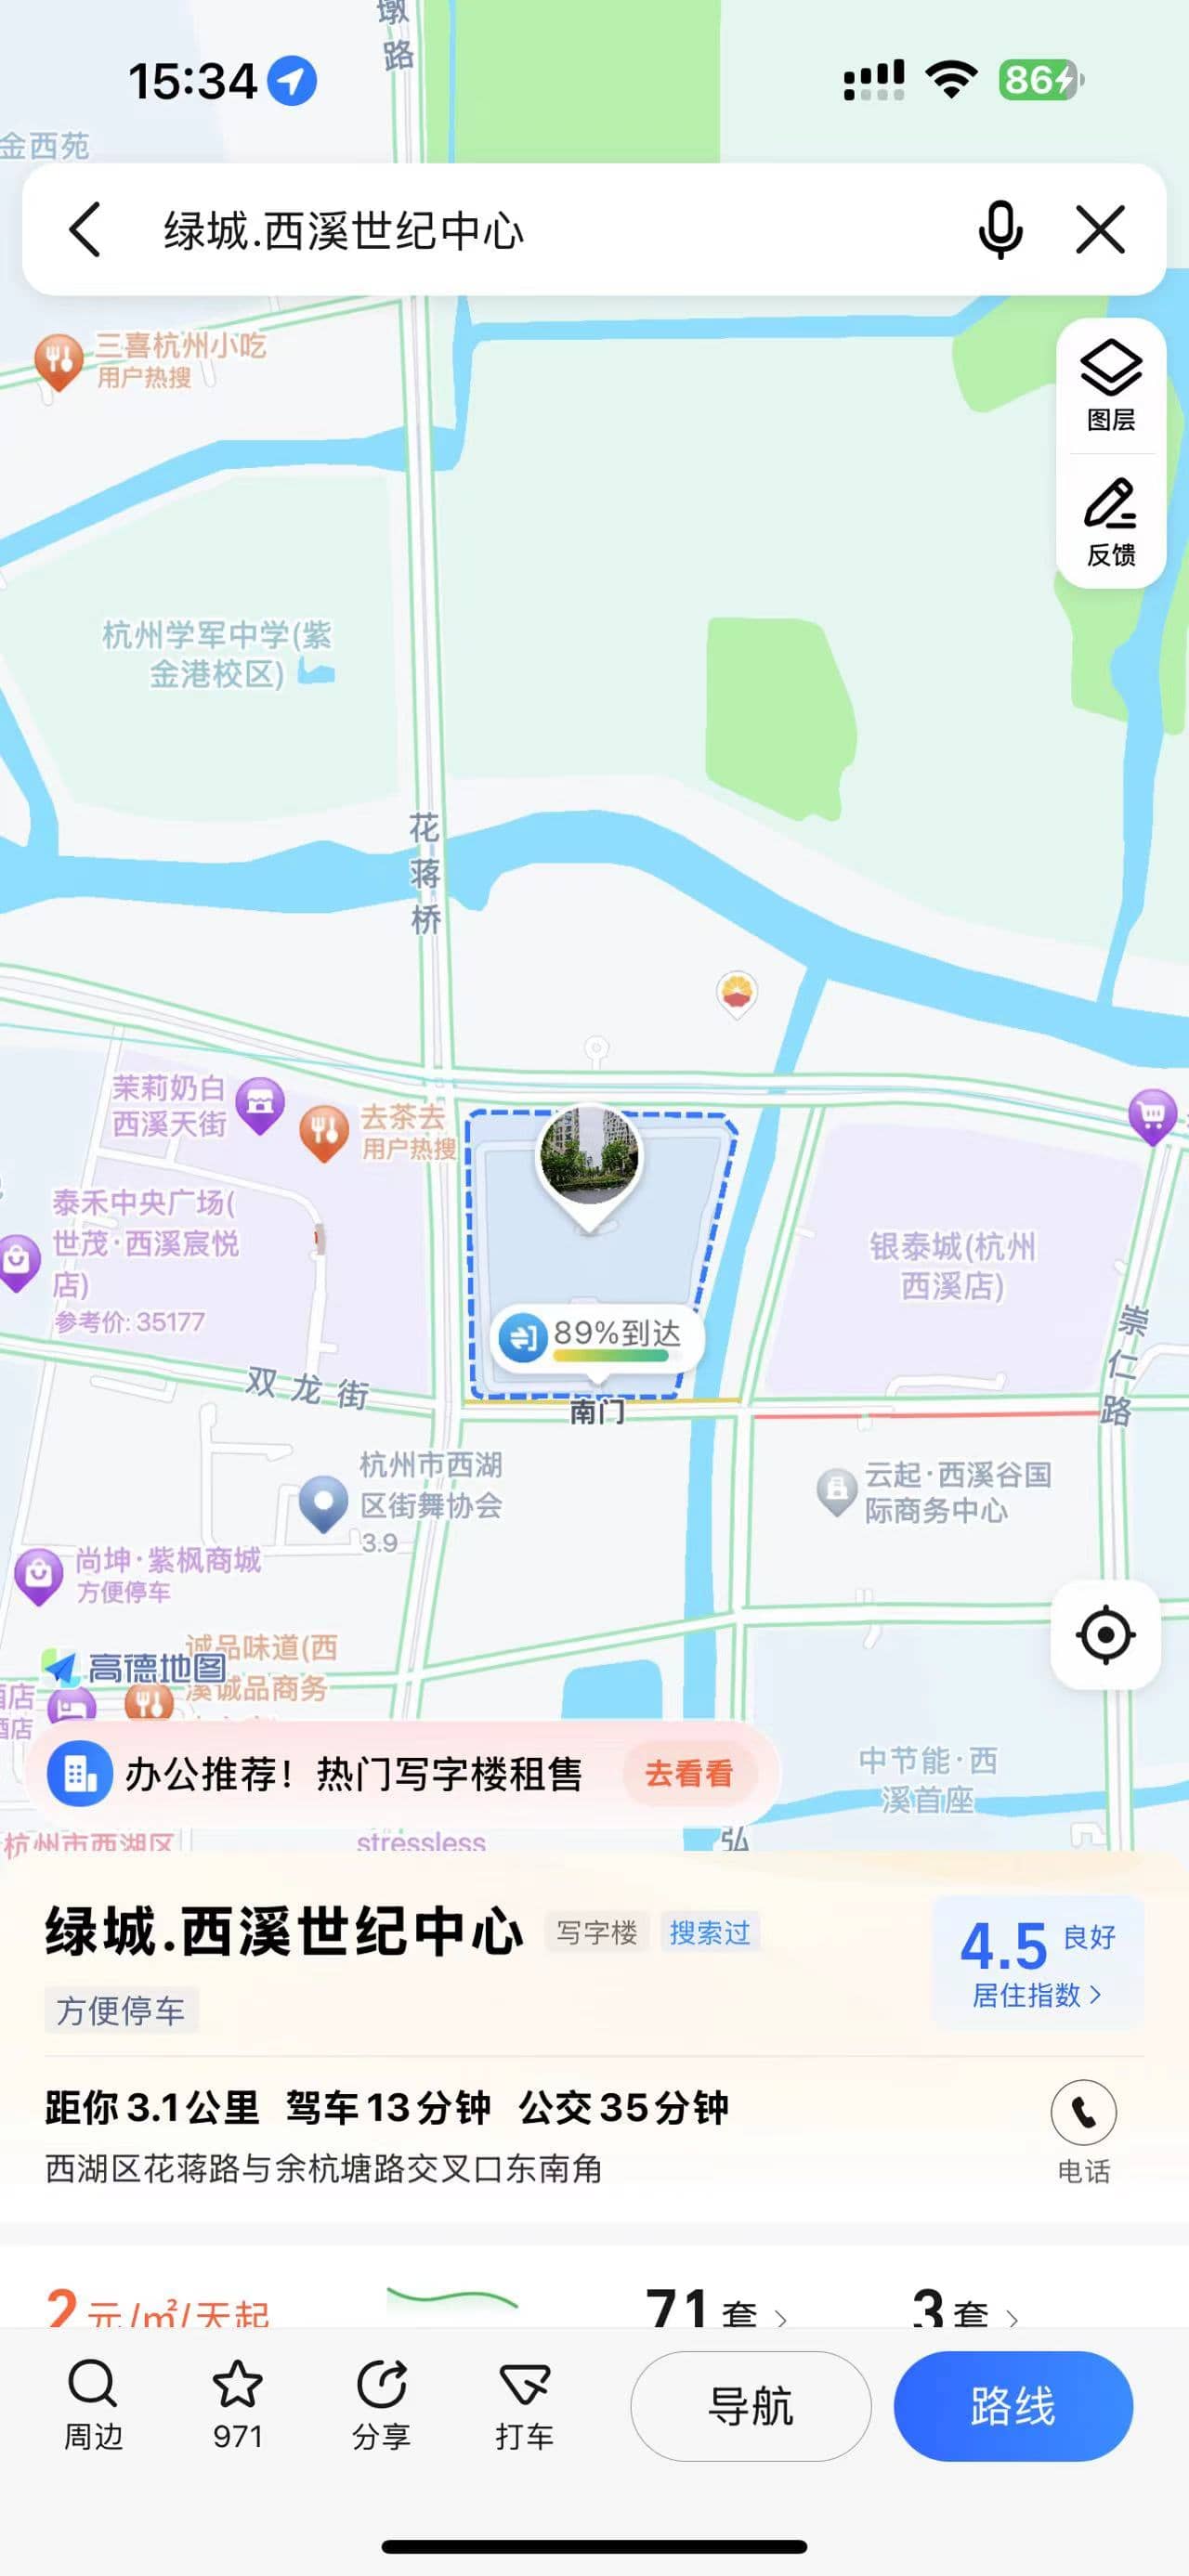 墩
路
15:34
86
金西苑
绿城.西溪世纪中心
三喜杭州小吃
用户热搜
图层
反馈
杭州学军中学(紫
金港校区)
花
蒋
桥
茉莉奶白
西溪天街
去茶去
用户热搜
泰禾中央广场(
世茂·西溪宸悦
店)
参考价: 35177
银泰城(杭州
西溪店)
89%到达
南门
双龙街
崇
仁
路
杭州市西湖
区街舞协会
3.9
云起·西溪谷国
际商务中心
尚坤·紫枫商城
方便停车
诚品味道(西
溪诚品商务
高德地图
酒店
酒店
办公推荐！热门写字楼租售
去看看
中节能·西
溪首座
杭州市西湖区
stressless
弘
绿城.西溪世纪中心
写字楼
搜索过
4.5 良好
居住指数
方便停车
距你3.1公里 驾车13分钟 公交35分钟
西湖区花蒋路与余杭塘路交叉口东南角
电话
2元/㎡/天起
71套
3套
周边
971
分享
打车
导航
路线